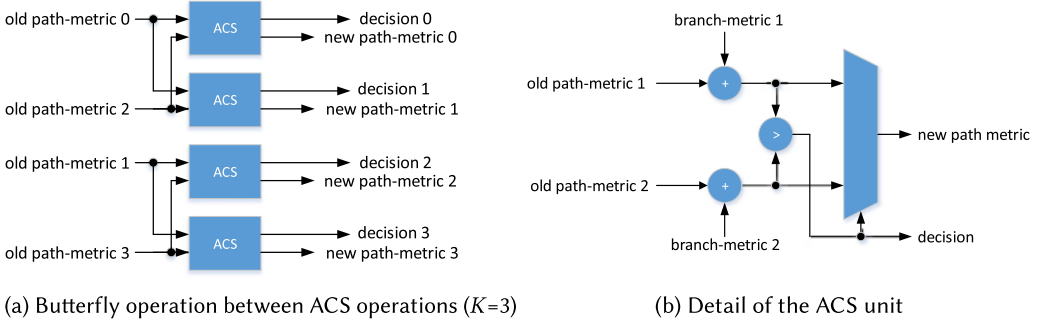 old path-metric 0
ACS
decision 0
new path-metric 0
ACS
decision 1
old path-metric 2
new path-metric 1
old path-metric 1
ACS
decision 2
new path-metric 2
ACS
decision 3
old path-metric 3
new path-metric 3
(a) Butterfly operation between ACS operations (K=3)
branch-metric 1
old path-metric 1
+
>
new path metric
old path-metric 2
+
branch-metric 2
decision
(b) Detail of the ACS unit